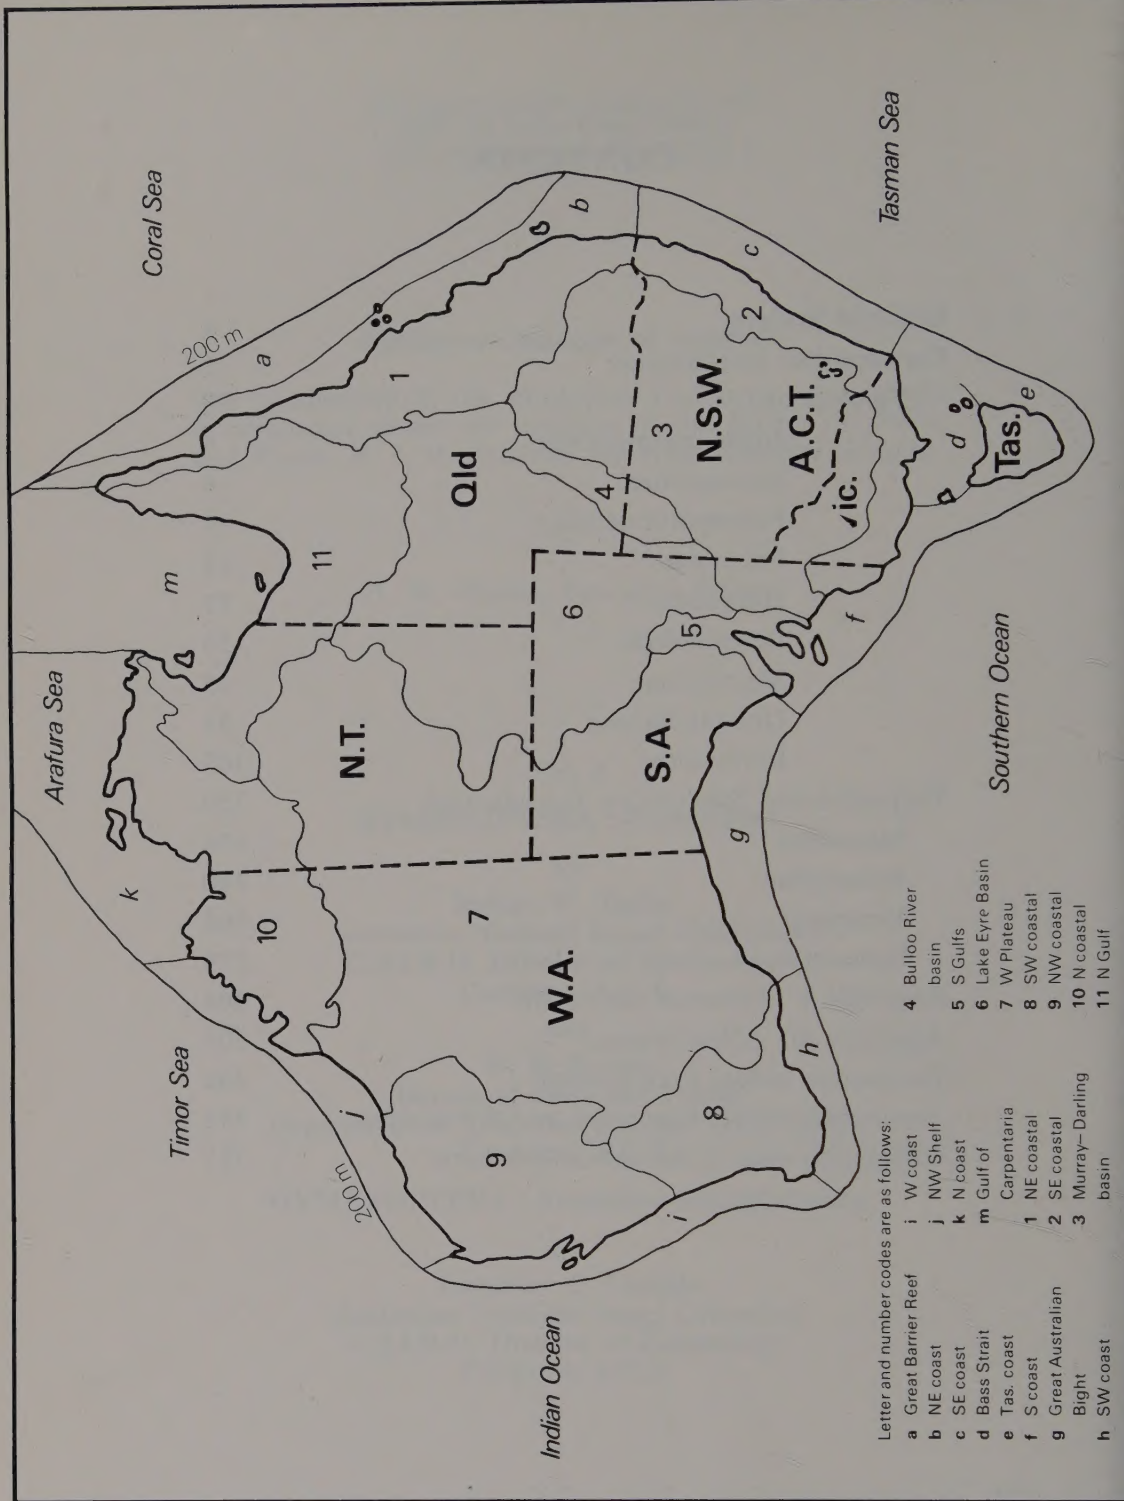 Coral Sea
Arafura Sea
Timor Sea
200 m
200 m
a
b
c
d
e
f
g
h
i
j
k
m
1
2
3
4
5
6
7
8
9
10
11
Qld
N.T.
W.A.
S.A.
N.S.W.
A.C.T.
Vic.
Tas.
Indian Ocean
Southern Ocean
Tasman Sea
Letter and number codes are as follows:
a Great Barrier Reef
b NE coast
c SE coast
d Bass Strait
e Tas. coast
f S coast
g Great Australian
Bight
h SW coast
i W coast
j NW Shelf
k N coast
m Gulf of
Carpentaria
1 NE coastal
2 SE coastal
3 Murray–Darling
basin
4 Bulloo River
basin
5 S Gulfs
6 Lake Eyre Basin
7 W Plateau
8 SW coastal
9 NW coastal
10 N coastal
11 N Gulf